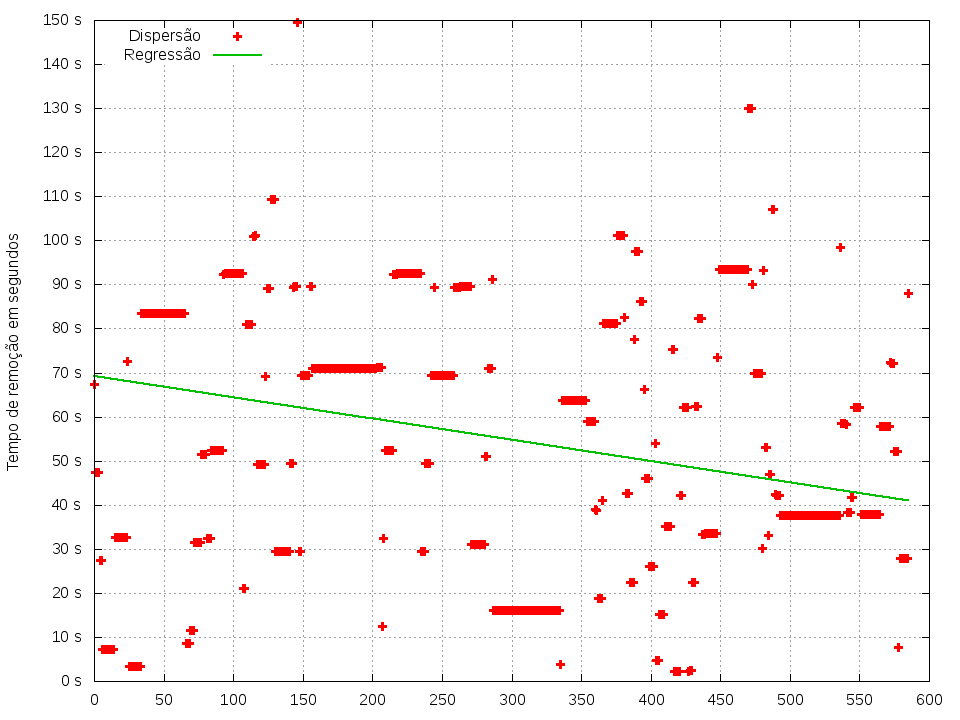 150 s
140 s
130 s
120 s
110 s
100 s
90 s
80 s
70 s
60 s
50 s
40 s
30 s
20 s
10 s
0 s
Tempo de remoção em segundos
Dispersão
Regressão
0 50 100 150 200 250 300 350 400 450 500 550 600